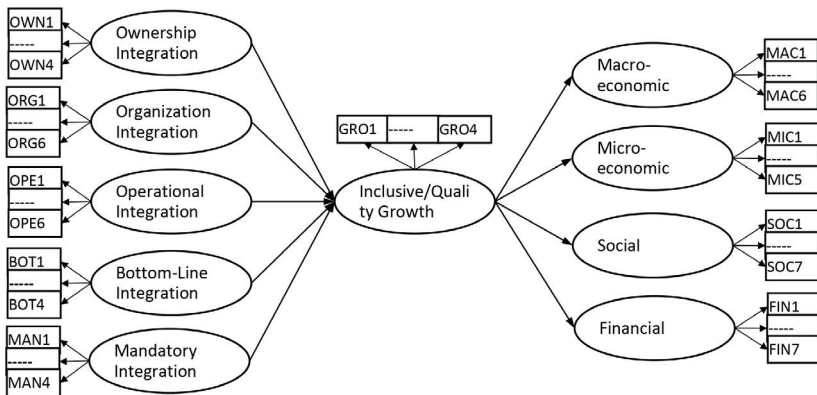 OWN1
-----
OWN4
Ownership
Integration
ORG1
-----
ORG6
Organization
Integration
OPE1
-----
OPE6
Operational
Integration
BOT1
-----
BOT4
Bottom-Line
Integration
MAN1
-----
MAN4
Mandatory
Integration
GRO1 ----- GRO4
Inclusive/Quali
ty Growth
Macro-
economic
MAC1
-----
MAC6
Micro-
economic
MIC1
-----
MIC5
Social
SOC1
-----
SOC7
Financial
FIN1
-----
FIN7